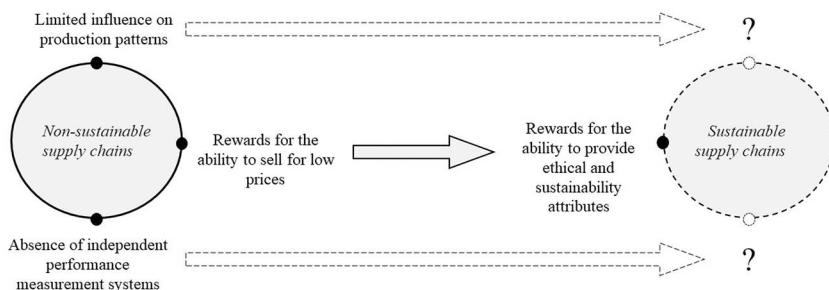 Limited influence on
production patterns
?
Non-sustainable
supply chains
Rewards for the
ability to sell for low
prices
Rewards for the
ability to provide
ethical and
sustainability
attributes
Sustainable
supply chains
Absence of independent
performance
measurement systems
?